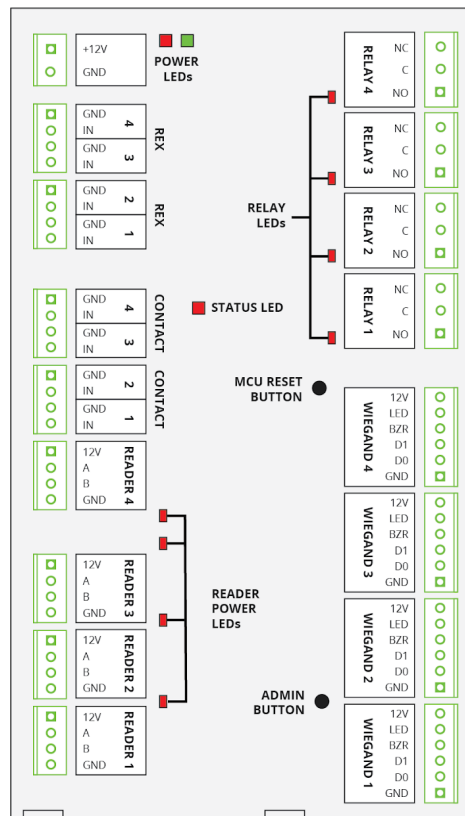 +12V
GND
POWER
LEDs
GND
IN
4
GND
IN
3
REX
GND
IN
2
GND
IN
1
REX
GND
IN
4
GND
IN
3
CONTACT
GND
IN
2
GND
IN
1
CONTACT
STATUS LED
12V
A
B
GND
READER 4
12V
A
B
GND
READER 3
12V
A
B
GND
READER 2
12V
A
B
GND
READER 1
READER
POWER
LEDs
RELAY
LEDs
RELAY 4
NC
C
NO
RELAY 3
NC
C
NO
RELAY 2
NC
C
NO
RELAY 1
NC
C
NO
MCU RESET
BUTTON
WIEGAND 4
12V
LED
BZR
D1
D0
GND
WIEGAND 3
12V
LED
BZR
D1
D0
GND
WIEGAND 2
12V
LED
BZR
D1
D0
GND
ADMIN
BUTTON
WIEGAND 1
12V
LED
BZR
D1
D0
GND